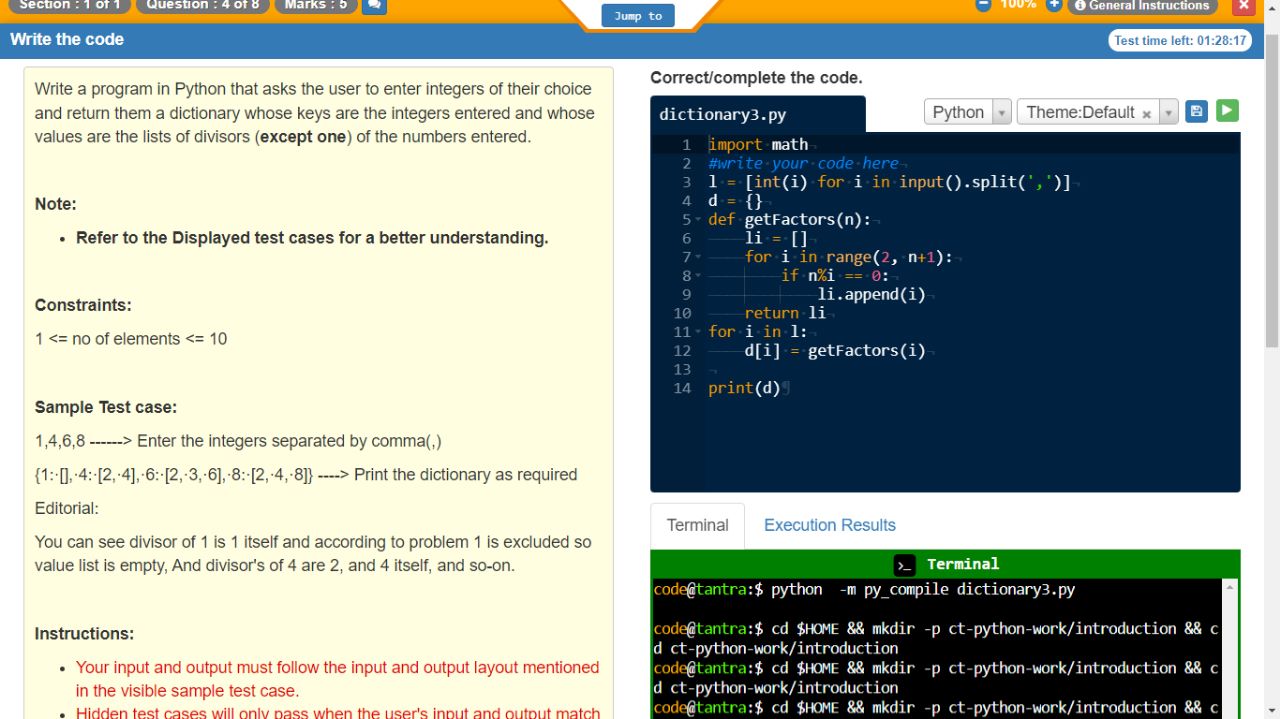 Section : 1 of 1 Question : 4 of 8 Marks : 5
Jump to
100% General Instructions
Write the code
Test time left: 01:28:17
Write a program in Python that asks the user to enter integers of their choice
and return them a dictionary whose keys are the integers entered and whose
values are the lists of divisors (except one) of the numbers entered.
Note:
• Refer to the Displayed test cases for a better understanding.
Constraints:
1 <= no of elements <= 10
Sample Test case:
1,4,6,8 ------> Enter the integers separated by comma(,)
{1:·[],·4:·[2,·4],·6:·[2,·3,·6],·8:·[2,·4,·8]} ----> Print the dictionary as required
Editorial:
You can see divisor of 1 is 1 itself and according to problem 1 is excluded so
value list is empty, And divisor's of 4 are 2, and 4 itself, and so-on.
Instructions:
• Your input and output must follow the input and output layout mentioned
in the visible sample test case.
• Hidden test cases will only pass when the user's input and output match
Correct/complete the code.
dictionary3.py
Python Theme:Default ×
1 import math
2 #write your code here
3 l = [int(i) for i in input().split(',')]
4 d = {}
5 def getFactors(n):
6 li = []
7 for i in range(2, n+1):
8 if n%i == 0:
9 li.append(i)
10 return li
11 for i in l:
12 d[i] = getFactors(i)
13
14 print(d)
Terminal Execution Results
Terminal
code@tantra:$ python -m py_compile dictionary3.py
code@tantra:$ cd $HOME && mkdir -p ct-python-work/introduction && c
d ct-python-work/introduction
code@tantra:$ cd $HOME && mkdir -p ct-python-work/introduction && c
d ct-python-work/introduction
code@tantra:$ cd $HOME && mkdir -p ct-python-work/introduction && c